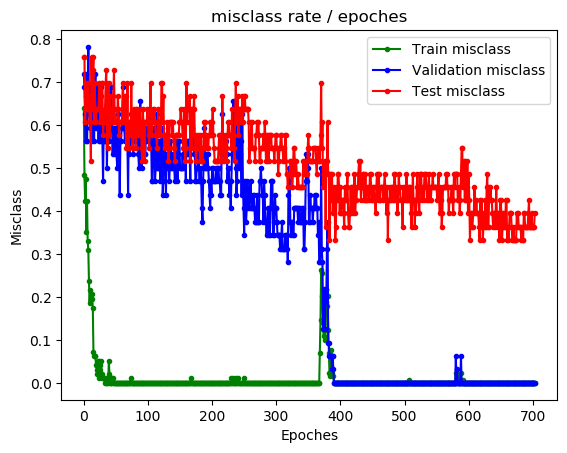 misclass rate / epoches
Train misclass
Validation misclass
Test misclass
0.8
0.7
0.6
0.5
0.4
0.3
0.2
0.1
0.0
Misclass
0 100 200 300 400 500 600 700
Epoches